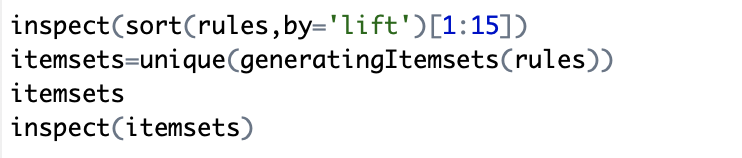 inspect(sort(rules,by='lift')[1:15])
itemsets=unique(generatingItemsets(rules))
itemsets
inspect(itemsets)